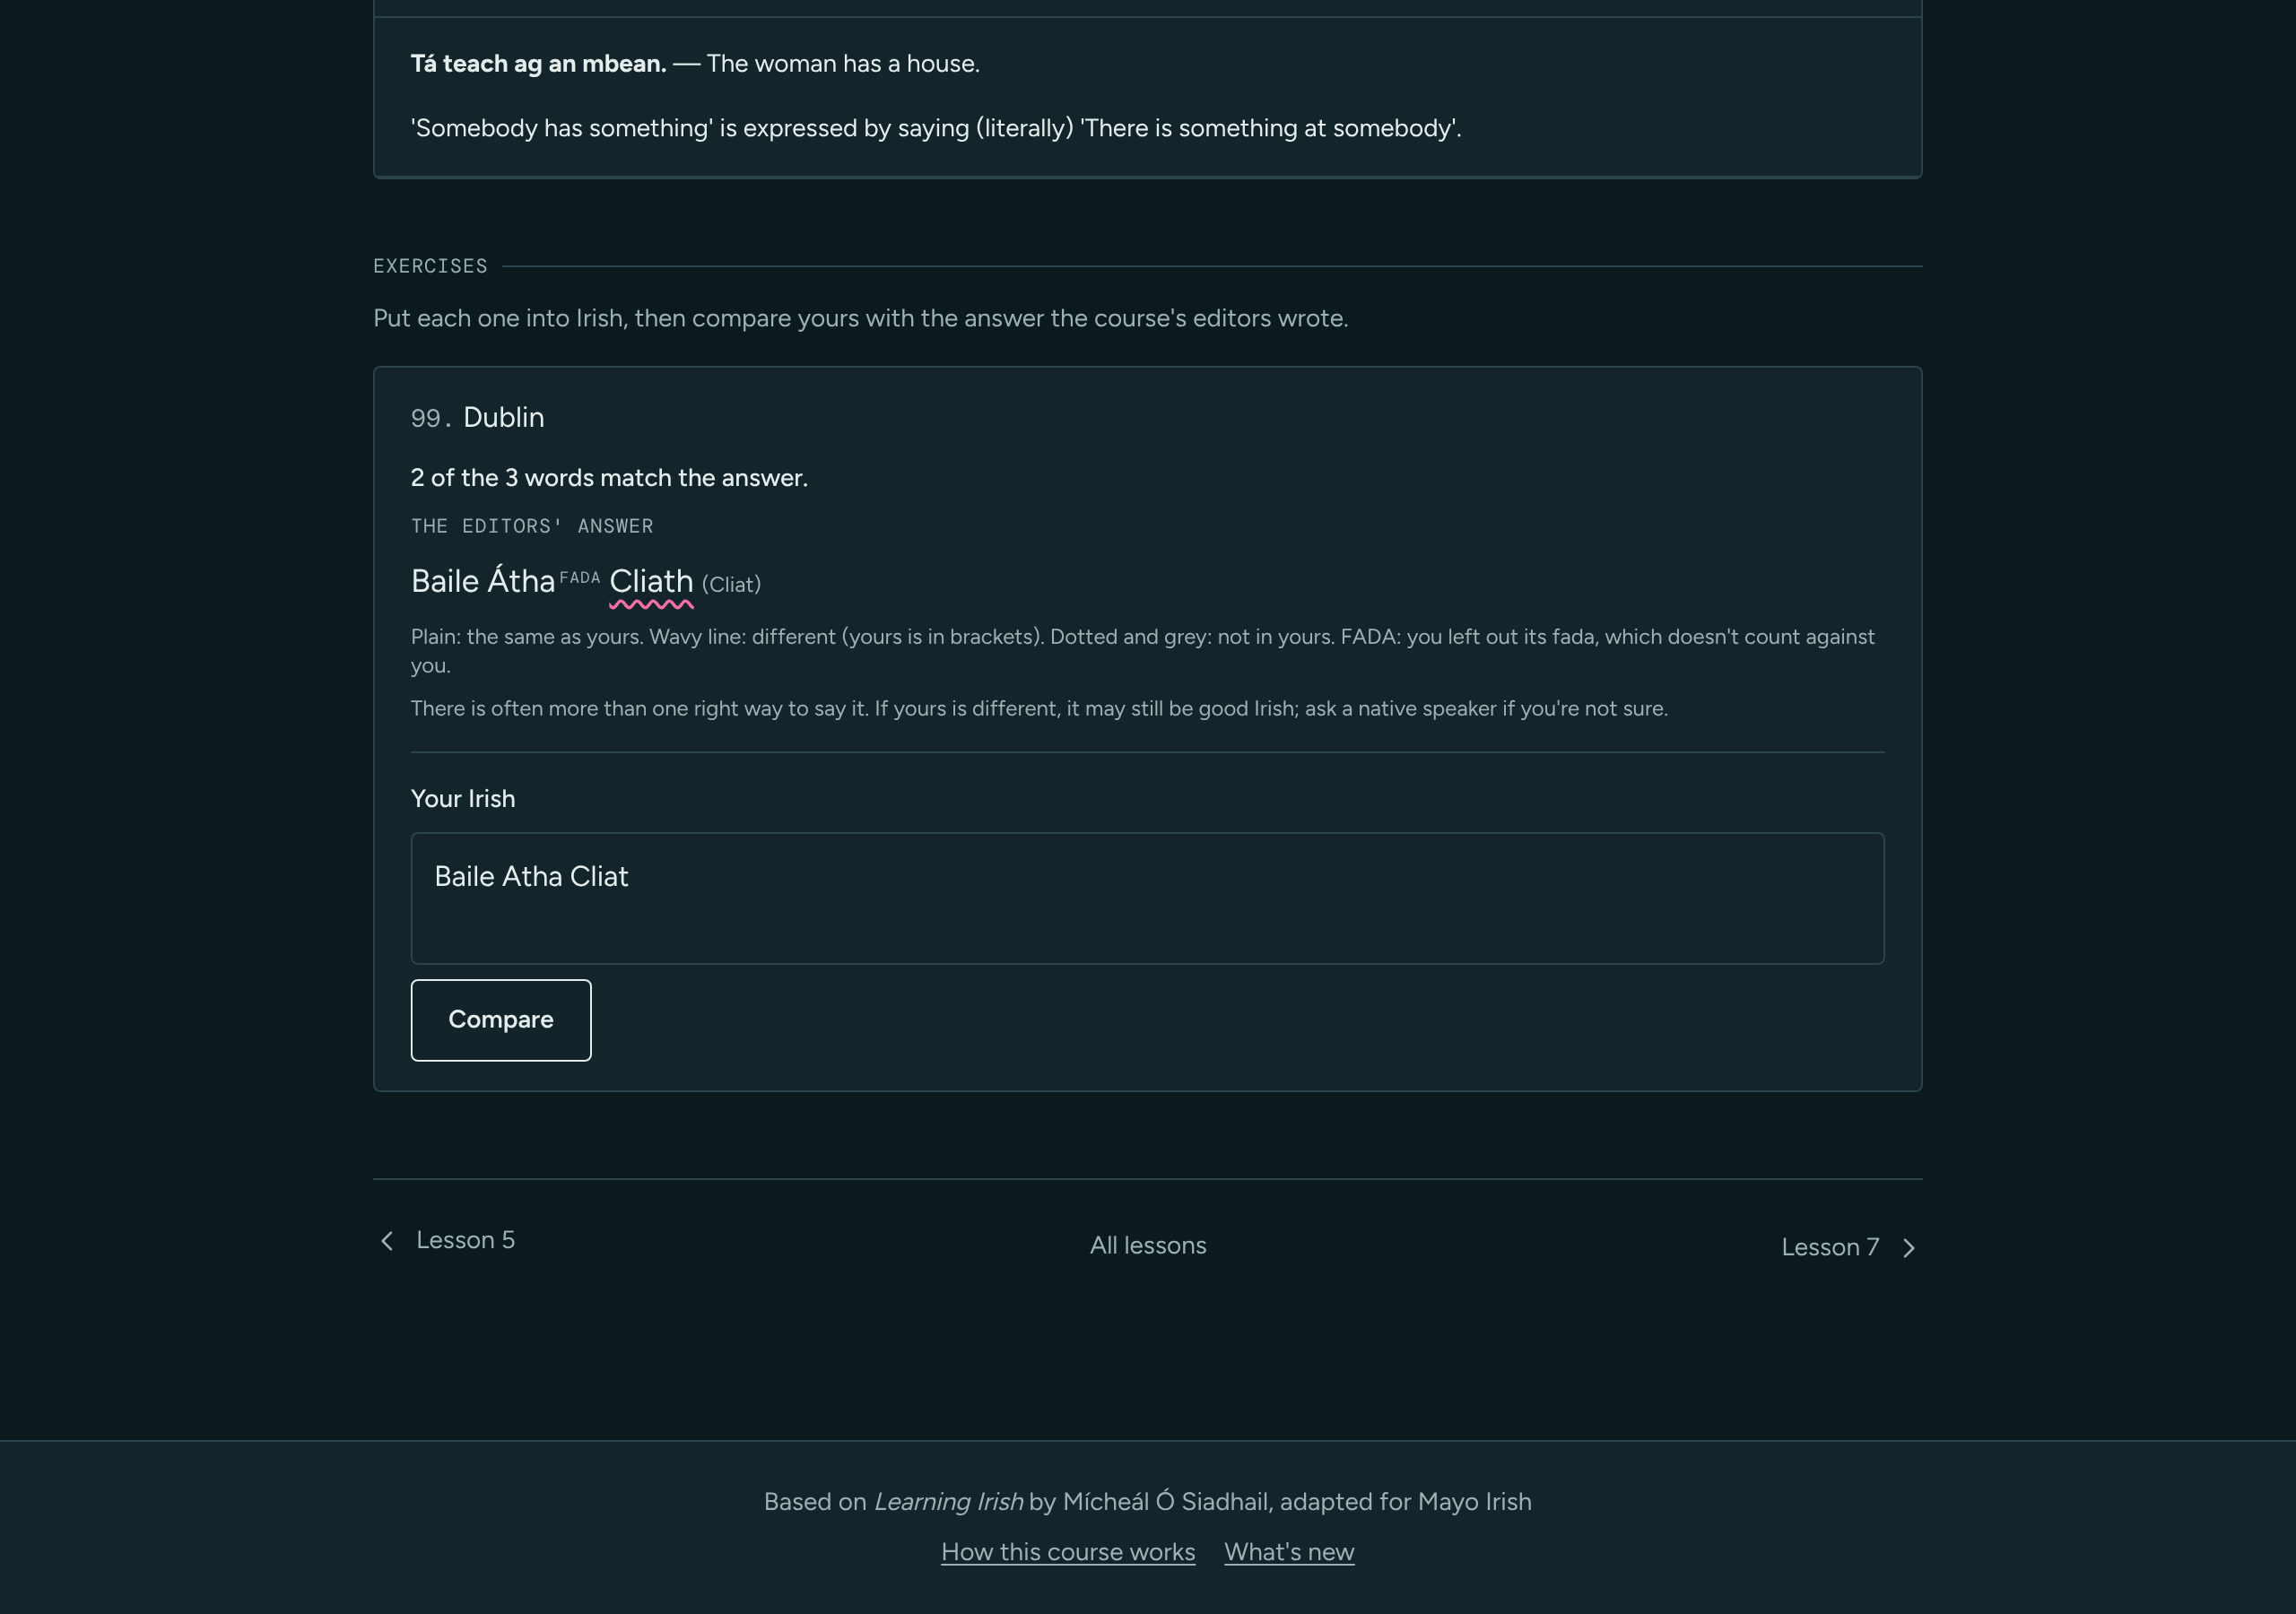 Tá teach ag an mbean. — The woman has a house.
'Somebody has something' is expressed by saying (literally) 'There is something at somebody'.
EXERCISES
Put each one into Irish, then compare yours with the answer the course's editors wrote.
99. Dublin
2 of the 3 words match the answer.
THE EDITORS' ANSWER
Baile Átha FADA Cliath (Cliat)
Plain: the same as yours. Wavy line: different (yours is in brackets). Dotted and grey: not in yours. FADA: you left out its fada, which doesn't count against
you.
There is often more than one right way to say it. If yours is different, it may still be good Irish; ask a native speaker if you're not sure.
Your Irish
Baile Atha Cliat
Compare
Lesson 5
All lessons
Lesson 7
Based on Learning Irish by Mícheál Ó Siadhail, adapted for Mayo Irish
How this course works What's new